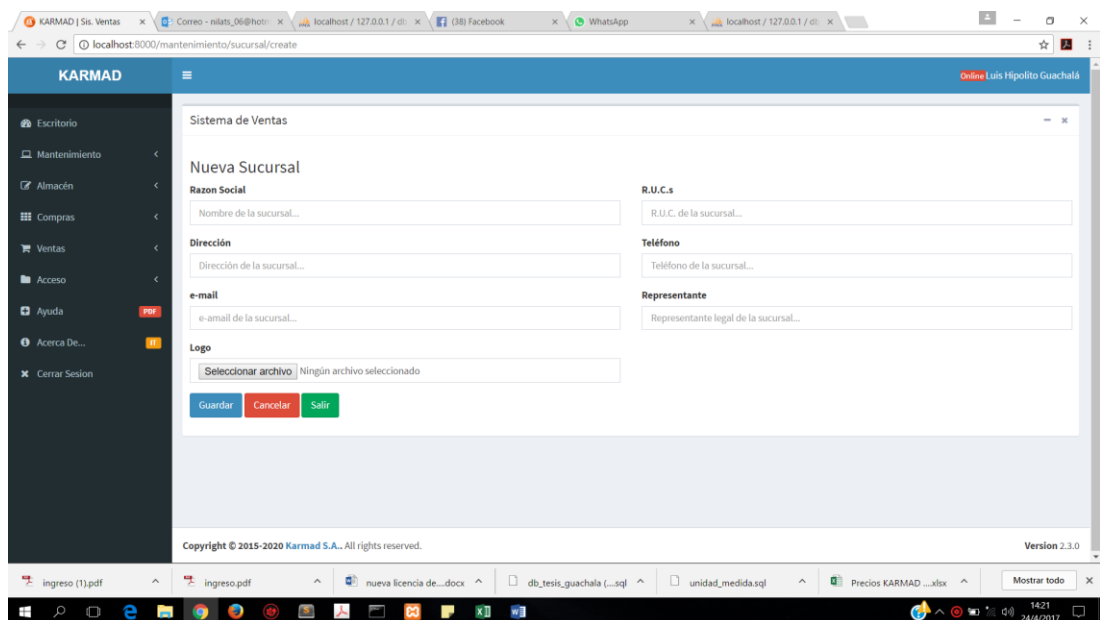 KARMAD | Sis. Ventas
Correo - nilats_06@hotm
localhost / 127.0.0.1 / db
(38) Facebook
WhatsApp
localhost / 127.0.0.1 / db
localhost:8000/mantenimiento/sucursal/create
KARMAD
Online Luis Hipolito Guachalá
Escritorio
Mantenimiento
Almacén
Compras
Ventas
Acceso
Ayuda PDF
Acerca De... IT
Cerrar Sesion
Sistema de Ventas
Nueva Sucursal
Razon Social
Nombre de la sucursal...
R.U.C.s
R.U.C. de la sucursal...
Dirección
Dirección de la sucursal...
Teléfono
Teléfono de la sucursal...
e-mail
e-amail de la sucursal...
Representante
Representante legal de la sucursal...
Logo
Seleccionar archivo Ningún archivo seleccionado
Guardar Cancelar Salir
Copyright © 2015-2020 Karmad S.A.. All rights reserved.
Version 2.3.0
ingreso (1).pdf
ingreso.pdf
nueva licencia de....docx
db_tesis_guachala (....sql
unidad_medida.sql
Precios KARMAD ....xlsx
Mostrar todo
14:21
24/4/2017